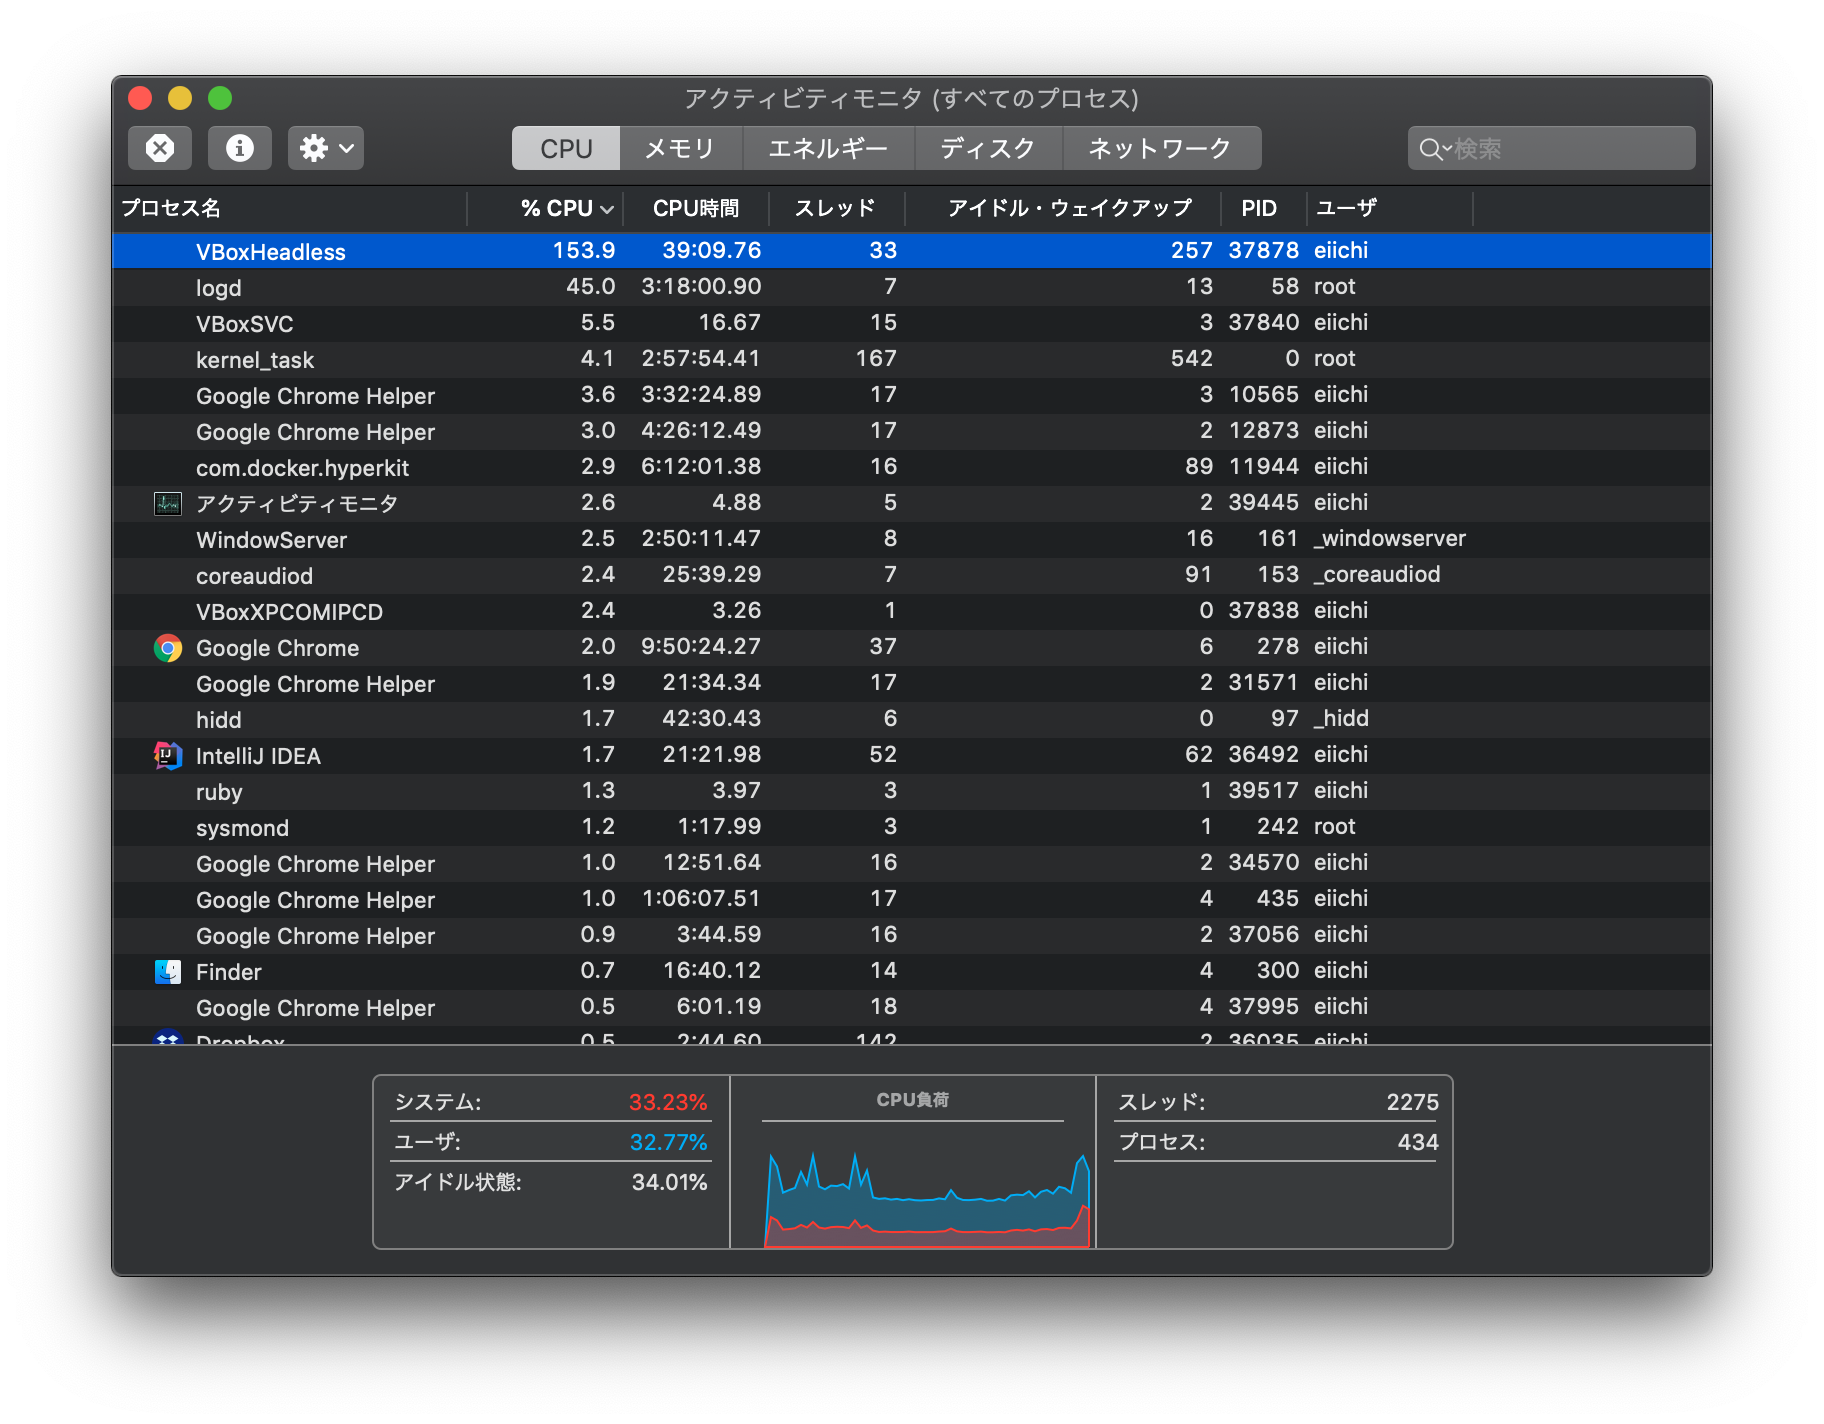 アクティビティモニタ (すべてのプロセス)
CPU メモリ エネルギー ディスク ネットワーク 検索
プロセス名 % CPU CPU時間 スレッド アイドル・ウェイクアップ PID ユーザ
VBoxHeadless 153.9 39:09.76 33 257 37878 eiichi
logd 45.0 3:18:00.90 7 13 58 root
VBoxSVC 5.5 16.67 15 3 37840 eiichi
kernel_task 4.1 2:57:54.41 167 542 0 root
Google Chrome Helper 3.6 3:32:24.89 17 3 10565 eiichi
Google Chrome Helper 3.0 4:26:12.49 17 2 12873 eiichi
com.docker.hyperkit 2.9 6:12:01.38 16 89 11944 eiichi
アクティビティモニタ 2.6 4.88 5 2 39445 eiichi
WindowServer 2.5 2:50:11.47 8 16 161 _windowserver
coreaudiod 2.4 25:39.29 7 91 153 _coreaudiod
VBoxXPCOMIPCD 2.4 3.26 1 0 37838 eiichi
Google Chrome 2.0 9:50:24.27 37 6 278 eiichi
Google Chrome Helper 1.9 21:34.34 17 2 31571 eiichi
hidd 1.7 42:30.43 6 0 97 _hidd
IntelliJ IDEA 1.7 21:21.98 52 62 36492 eiichi
ruby 1.3 3.97 3 1 39517 eiichi
sysmond 1.2 1:17.99 3 1 242 root
Google Chrome Helper 1.0 12:51.64 16 2 34570 eiichi
Google Chrome Helper 1.0 1:06:07.51 17 4 435 eiichi
Google Chrome Helper 0.9 3:44.59 16 2 37056 eiichi
Finder 0.7 16:40.12 14 4 300 eiichi
Google Chrome Helper 0.5 6:01.19 18 4 37995 eiichi
Dropbox 0.5 2:44.60 142 2 36035 eiichi
システム: 33.23%
ユーザ: 32.77%
アイドル状態: 34.01%
CPU負荷
スレッド: 2275
プロセス: 434